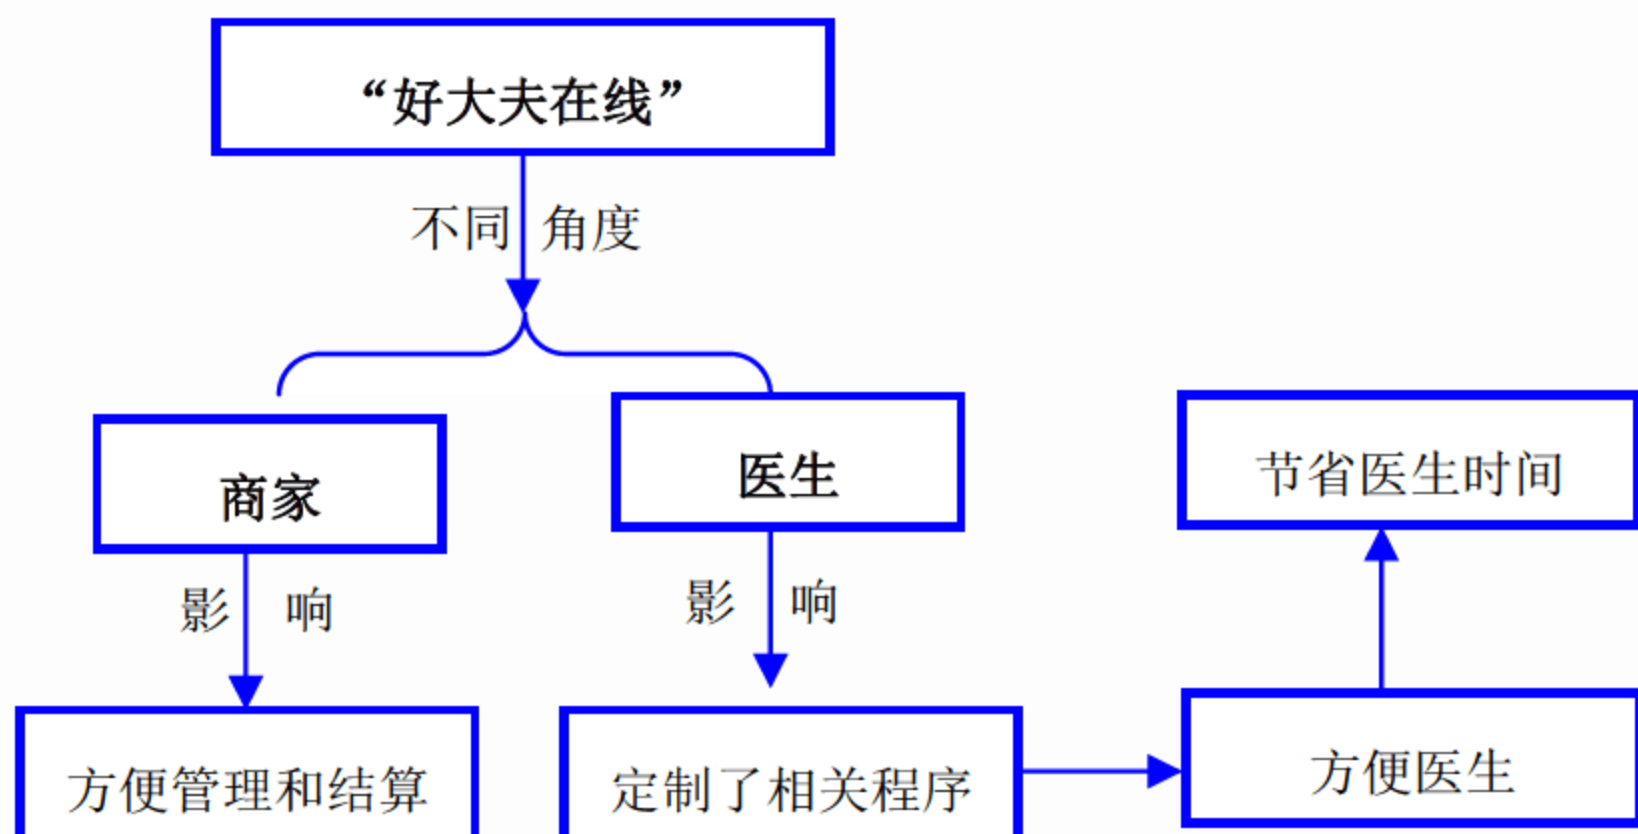 “好大夫在线”
不同 角度
商家
医生
节省医生时间
影 响
影 响
方便管理和结算
定制了相关程序
方便医生